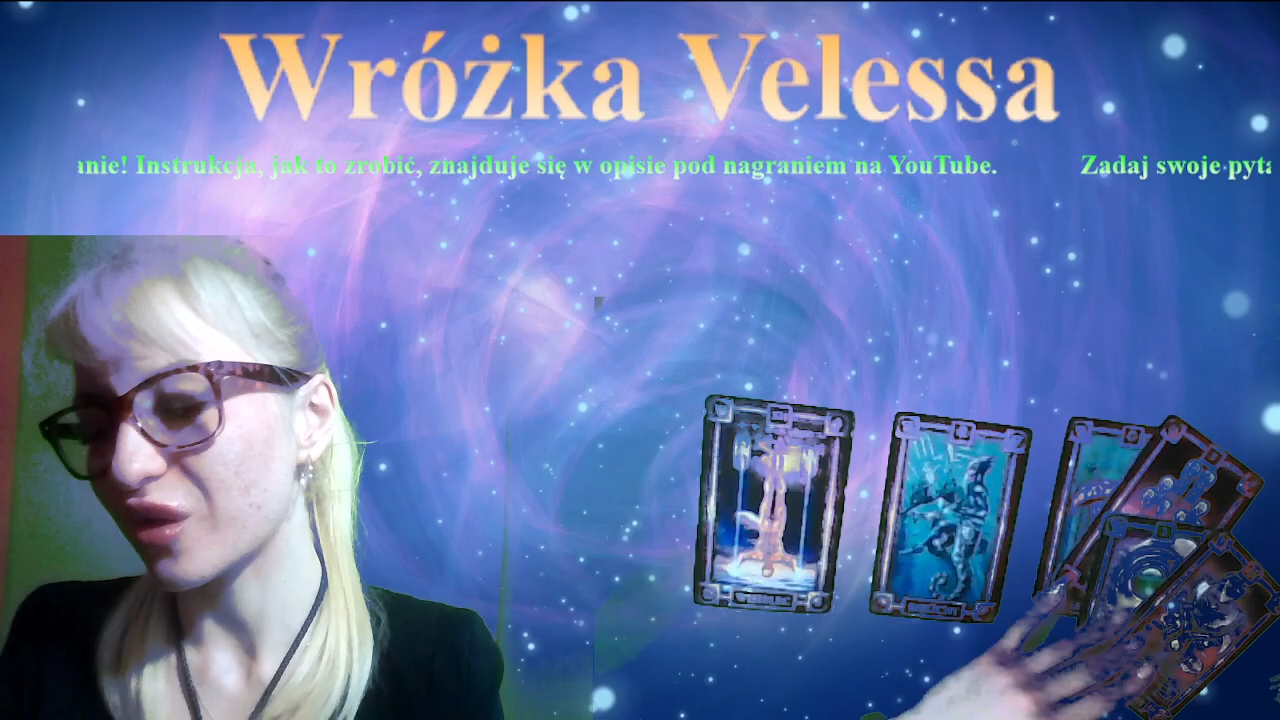 Wróżka Velessa
anie! Instrukcja, jak to zrobić, znajduje się w opisie pod nagraniem na YouTube. Zadaj swoje pyta